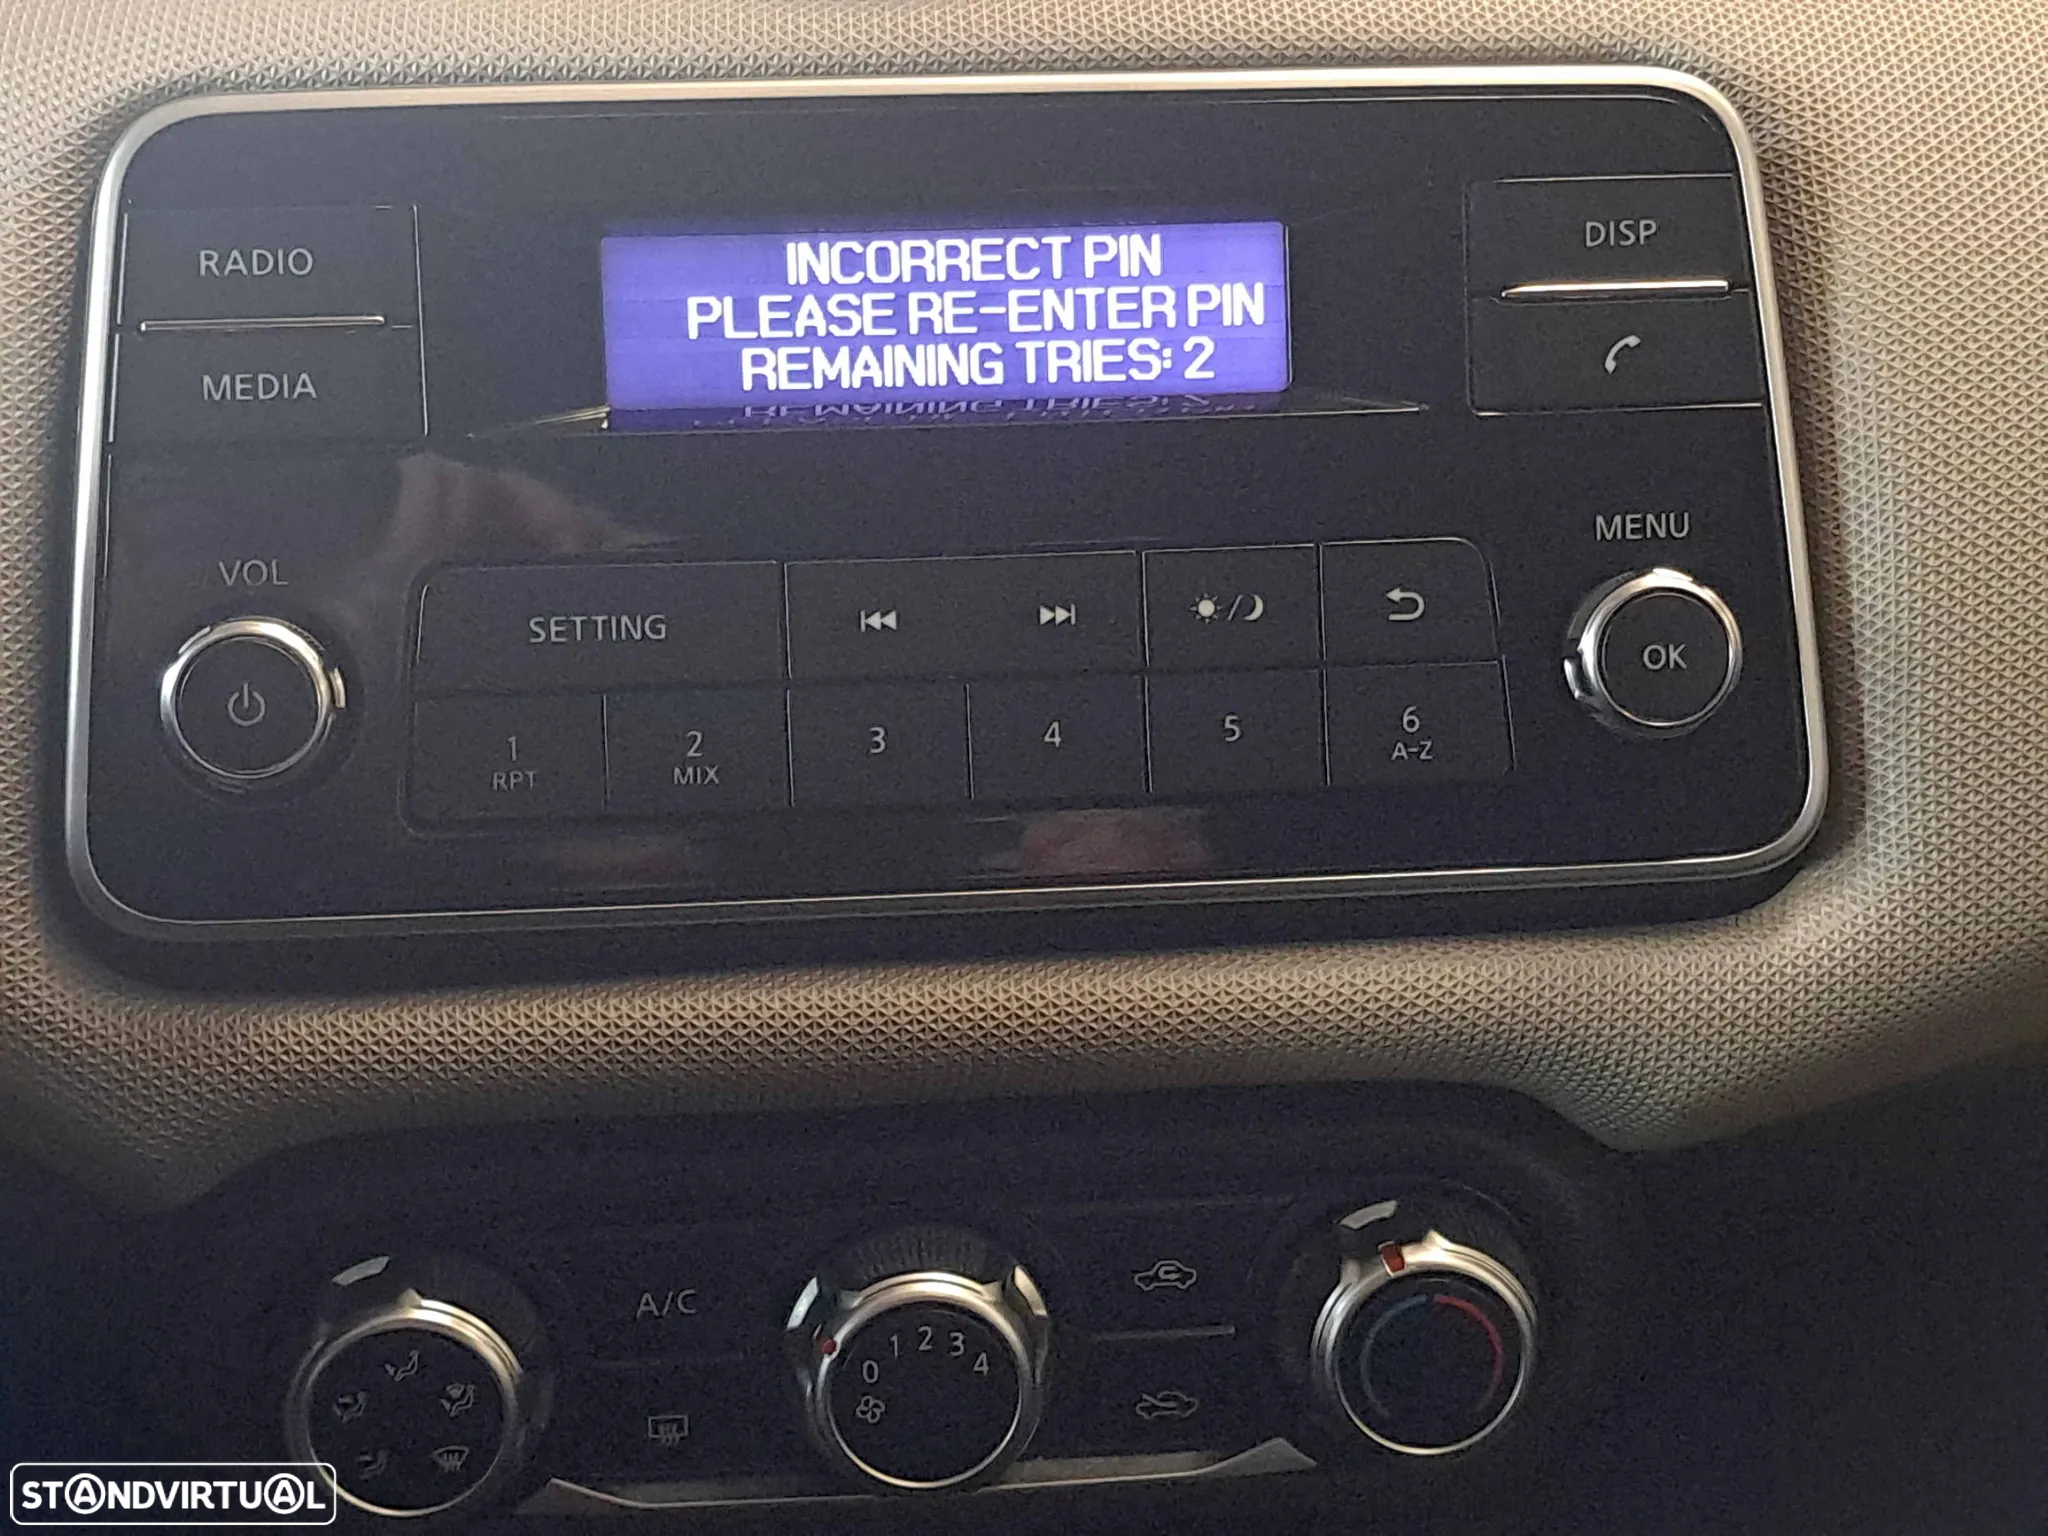 INCORRECT PIN
PLEASE RE-ENTER PIN
REMAINING TRIES: 2
RADIO
DISP
MEDIA
VOL
MENU
SETTING
OK
1 2 3 4 5 6
RPT MIX A-Z
A/C
0 1 2 3 4
STANDVIRTUAL